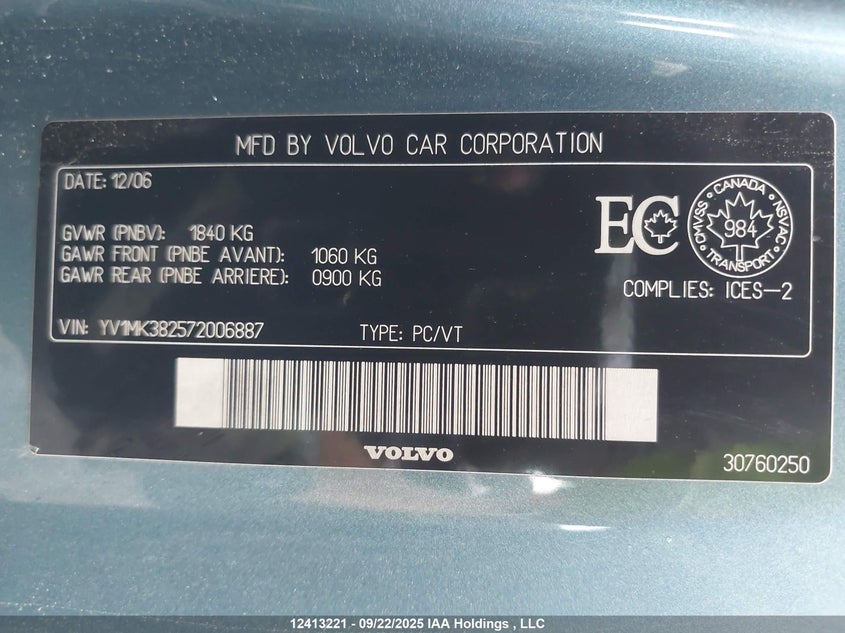 MFD BY VOLVO CAR CORPORATION
DATE: 12/06
GVWR (PNBV): 1840 KG
GAWR FRONT (PNBE AVANT): 1060 KG
GAWR REAR (PNBE ARRIERE): 0900 KG
EC
CANADA
CMVSS 984 NSVAC
TRANSPORT
COMPLIES: ICES-2
VIN: YV1MK382572006887 TYPE: PC/VT
VOLVO
30760250
12413221 - 09/22/2025 IAA Holdings , LLC